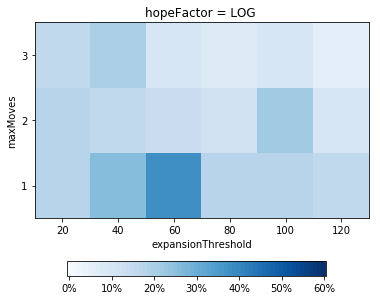 hopeFactor = LOG
maxMoves
3
2
1
20 40 60 80 100 120
expansionThreshold
0% 10% 20% 30% 40% 50% 60%